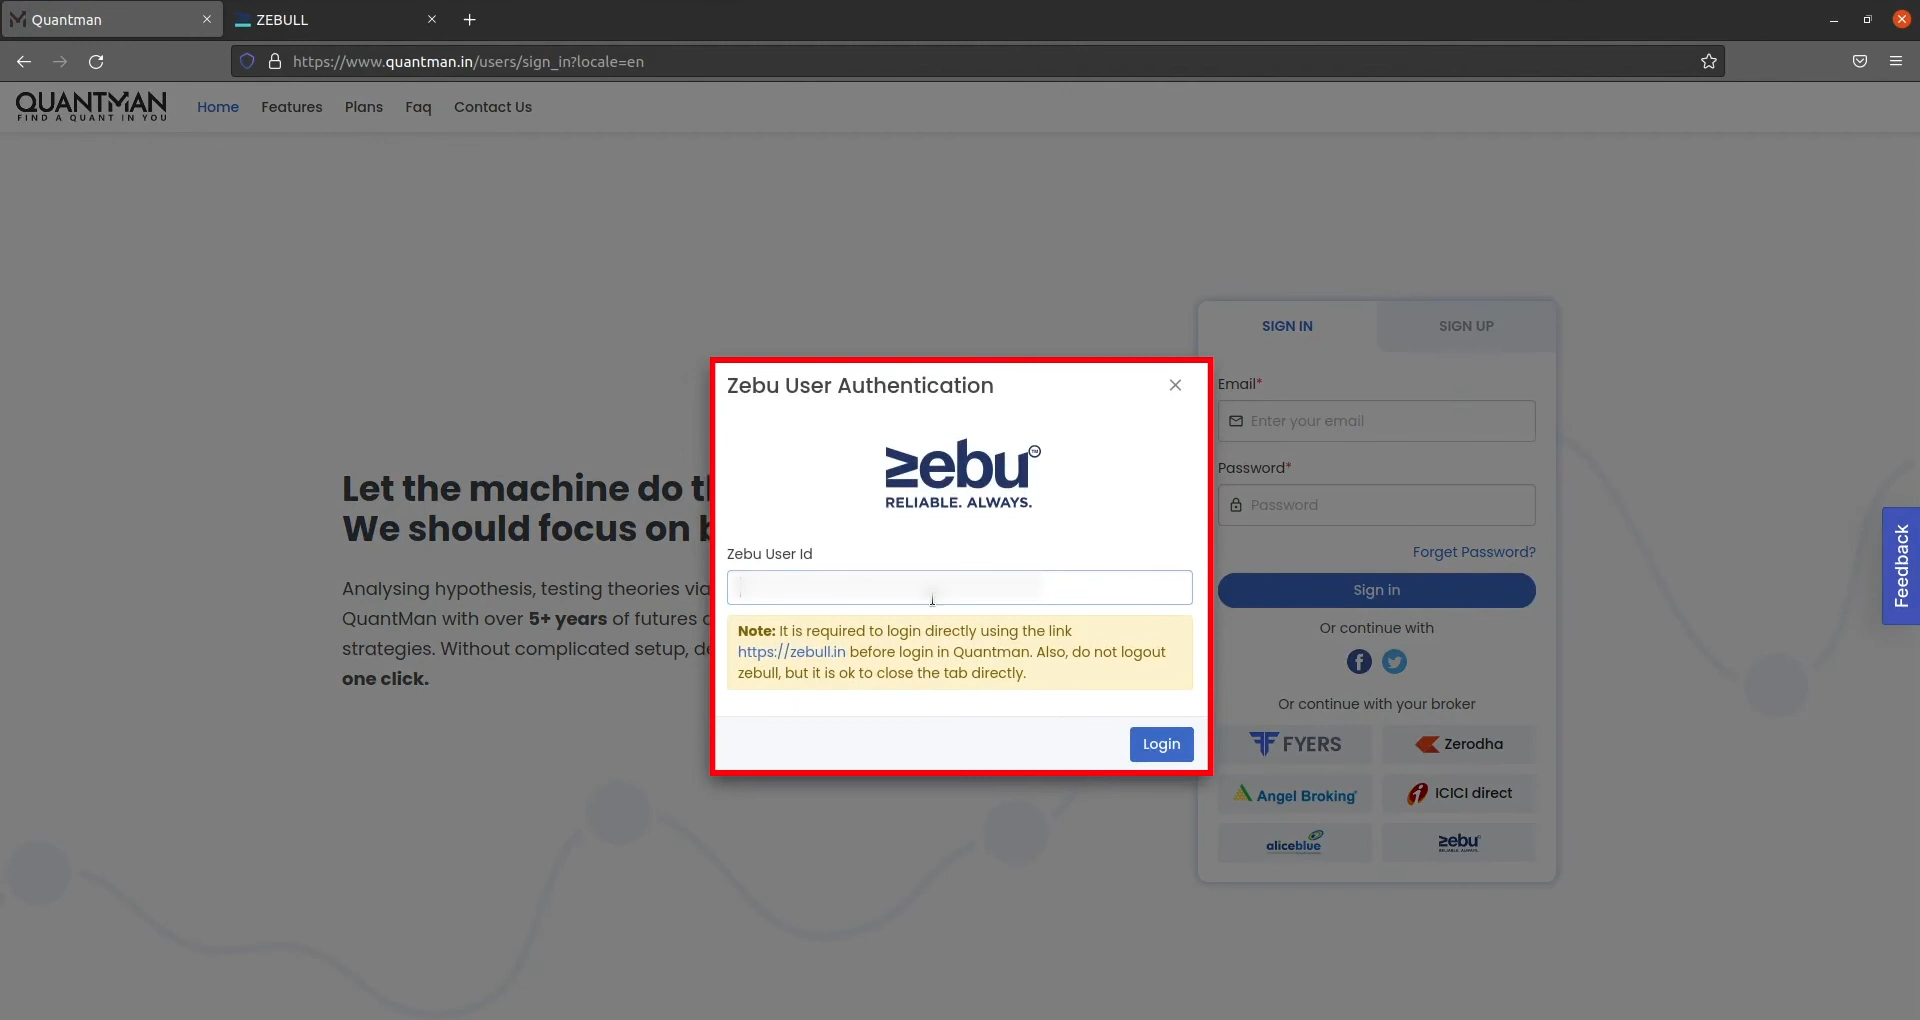 Quantman
ZEBULL
https://www.quantman.in/users/sign_in?locale=en
QUANTMAN
FIND A QUANT IN YOU
Home
Features
Plans
Faq
Contact Us
Let the machine do t
We should focus on
Analysing hypothesis, testing theories via
QuantMan with over 5+ years of futures
strategies. Without complicated setup, de
one click.
Zebu User Authentication
zebu™
RELIABLE. ALWAYS.
Zebu User Id
Note: It is required to login directly using the link
https://zebull.in before login in Quantman. Also, do not logout
zebull, but it is ok to close the tab directly.
Login
SIGN IN
SIGN UP
Email*
Enter your email
Password*
Password
Forget Password?
Sign in
Or continue with
Or continue with your broker
FYERS
Zerodha
Angel Broking
ICICI direct
aliceblue
zebu
Feedback